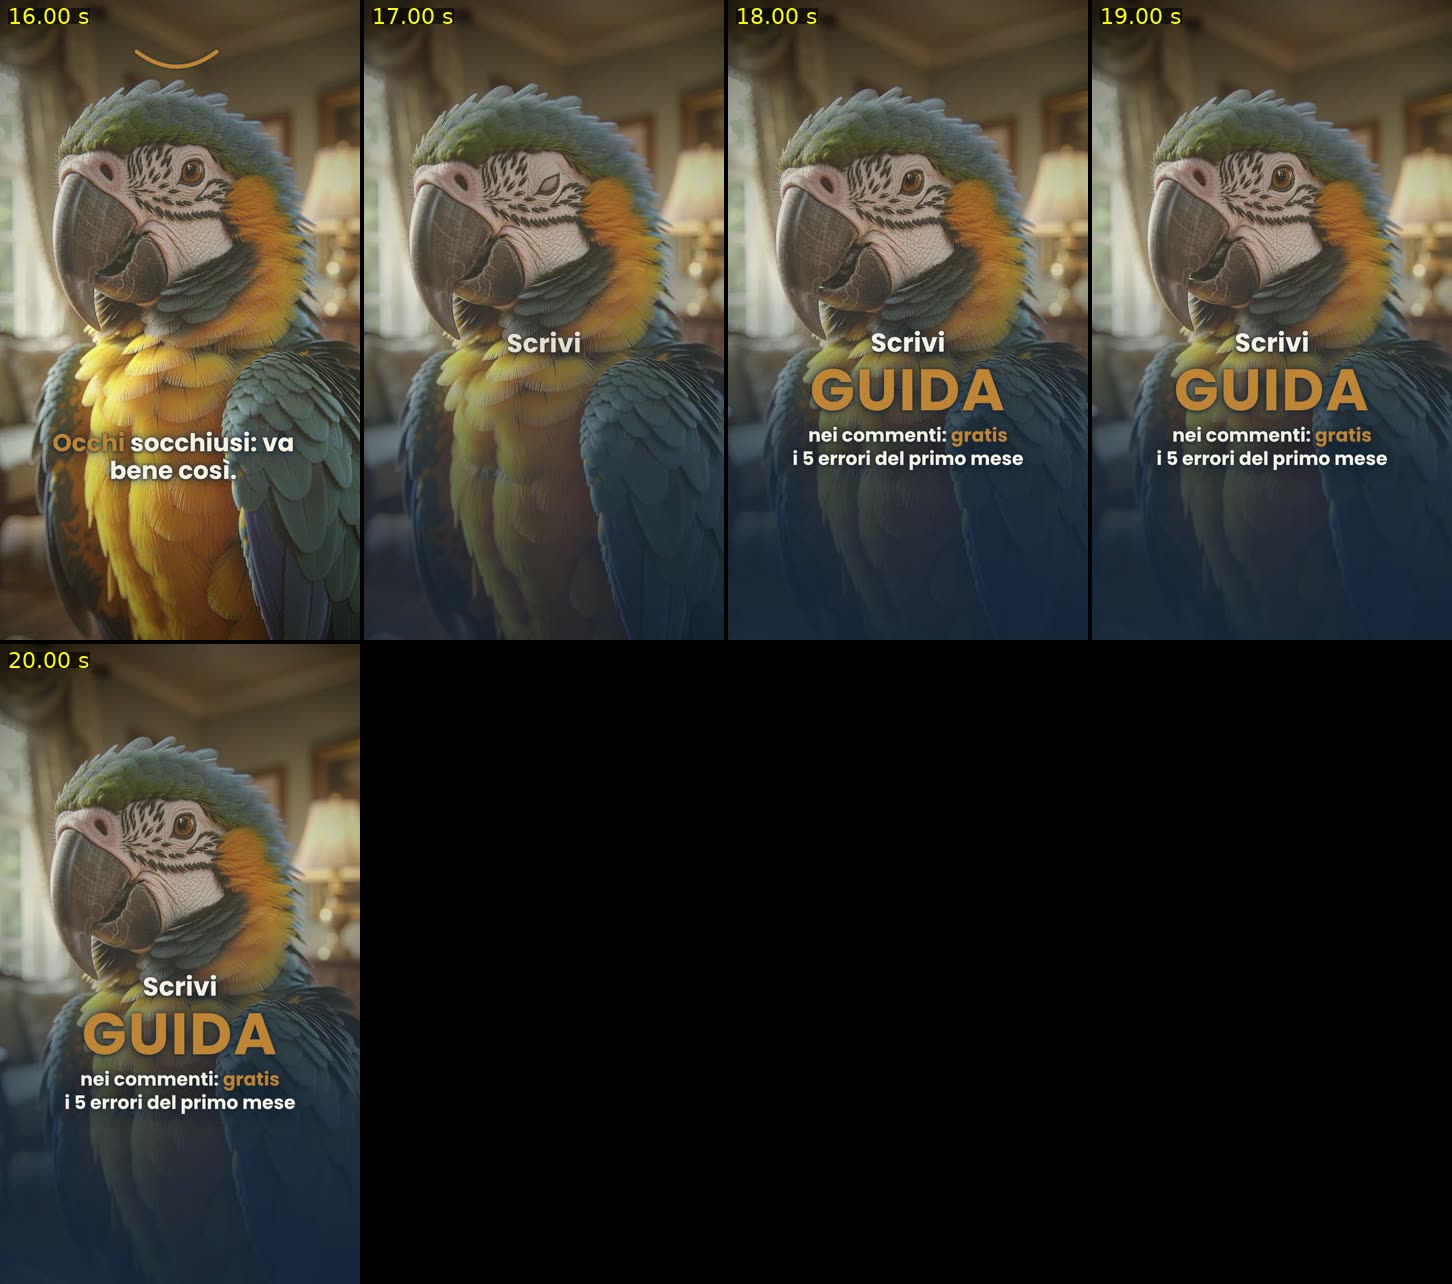 16.00 s
Occhi socchiusi: va
bene così.
17.00 s
Scrivi
18.00 s
Scrivi
GUIDA
nei commenti: gratis
i 5 errori del primo mese
19.00 s
Scrivi
GUIDA
nei commenti: gratis
i 5 errori del primo mese
20.00 s
Scrivi
GUIDA
nei commenti: gratis
i 5 errori del primo mese